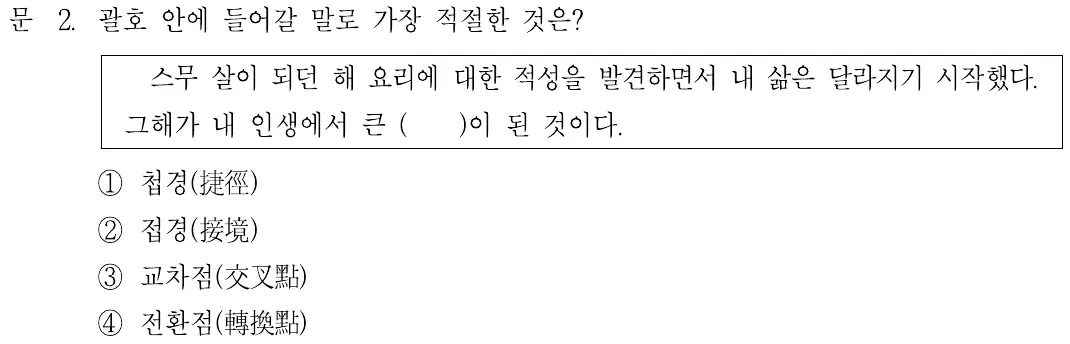 문 2. 괄호 안에 들어갈 말로 가장 적절한 것은?
스무 살이 되던 해 요리에 대한 적성을 발견하면서 내 삶은 달라지기 시작했다.
그해가 내 인생에서 큰 (    )이 된 것이다.
① 첩경(捷徑)
② 접경(接境)
③ 교차점(交叉點)
④ 전환점(轉換點)